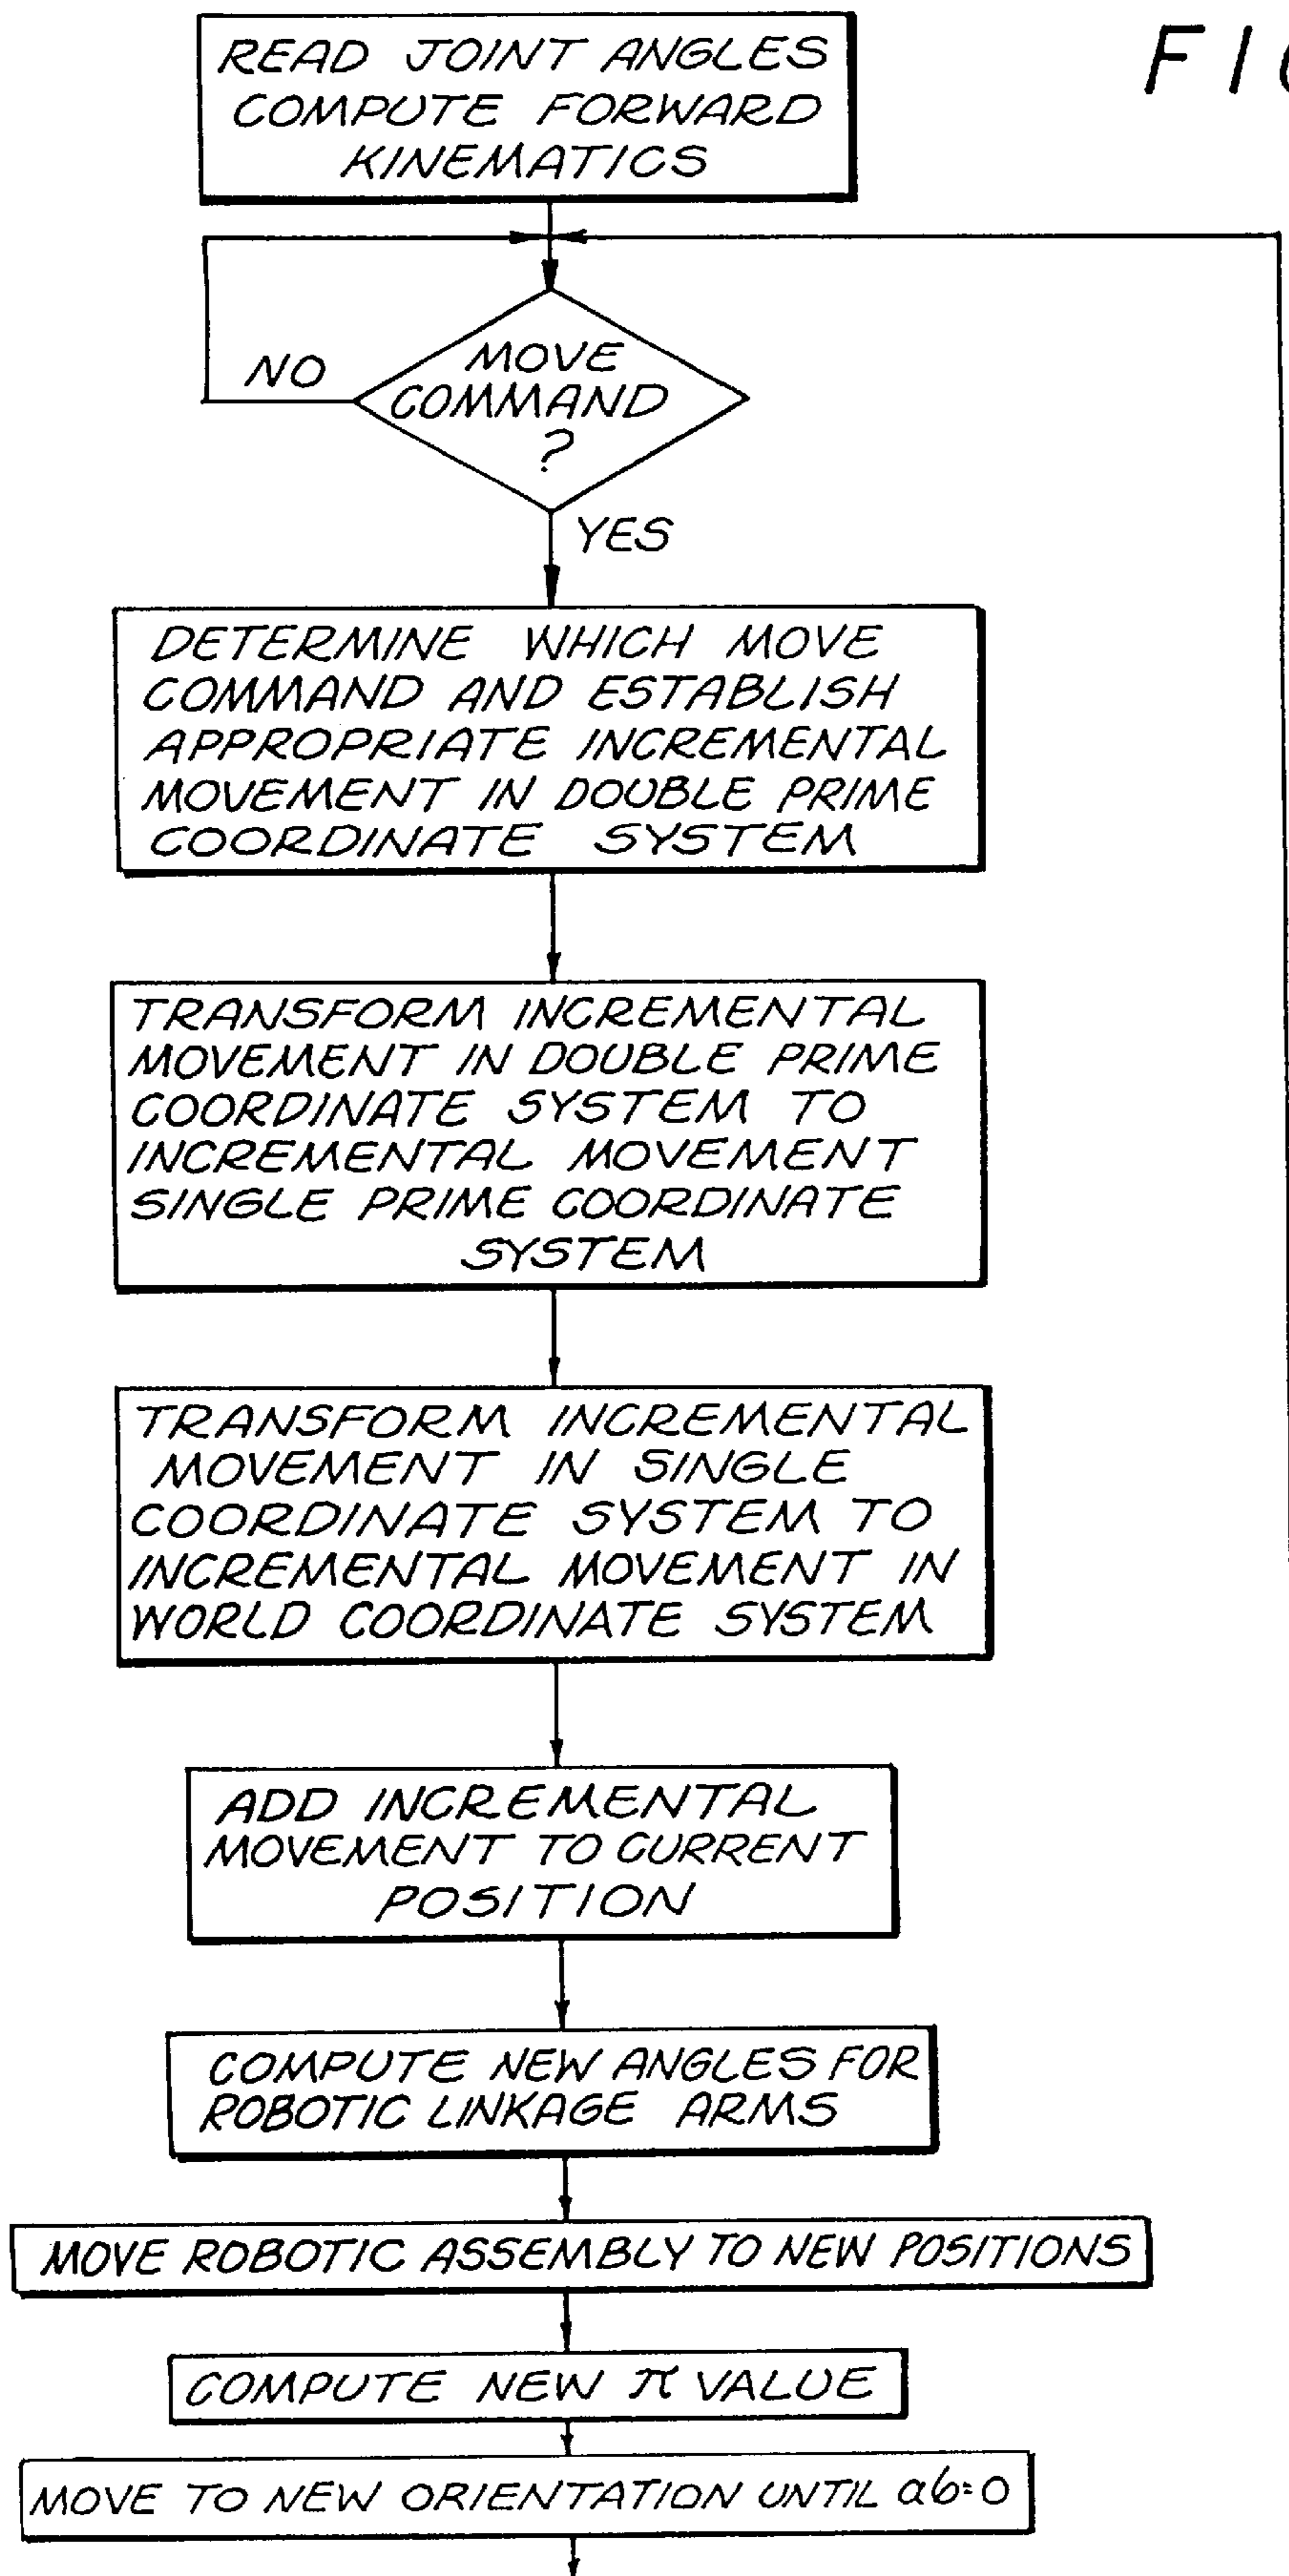 FIG
READ JOINT ANGLES
COMPUTE FORWARD
KINEMATICS
MOVE
COMMAND
?
NO
YES
DETERMINE WHICH MOVE
COMMAND AND ESTABLISH
APPROPRIATE INCREMENTAL
MOVEMENT IN DOUBLE PRIME
COORDINATE SYSTEM
TRANSFORM INCREMENTAL
MOVEMENT IN DOUBLE PRIME
COORDINATE SYSTEM TO
INCREMENTAL MOVEMENT
SINGLE PRIME COORDINATE
SYSTEM
TRANSFORM INCREMENTAL
MOVEMENT IN SINGLE
COORDINATE SYSTEM TO
INCREMENTAL MOVEMENT IN
WORLD COORDINATE SYSTEM
ADD INCREMENTAL
MOVEMENT TO CURRENT
POSITION
COMPUTE NEW ANGLES FOR
ROBOTIC LINKAGE ARMS
MOVE ROBOTIC ASSEMBLY TO NEW POSITIONS
COMPUTE NEW π VALUE
MOVE TO NEW ORIENTATION UNTIL ab=0